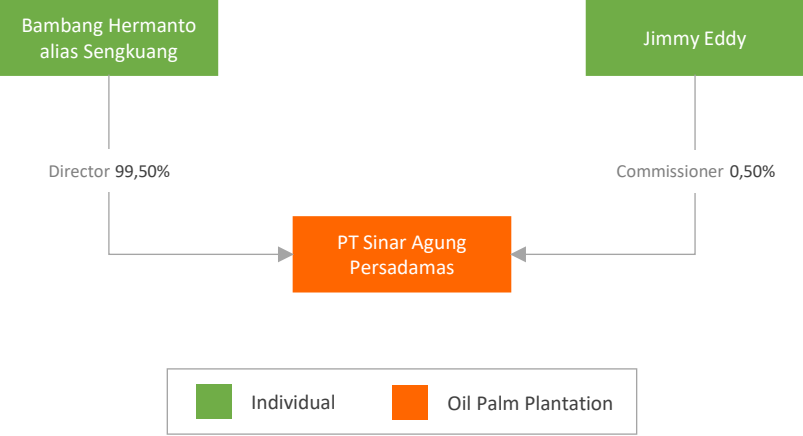 Bambang Hermanto
alias Sengkuang
Jimmy Eddy
Director 99,50%
Commissioner 0,50%
PT Sinar Agung
Persadamas
Individual
Oil Palm Plantation